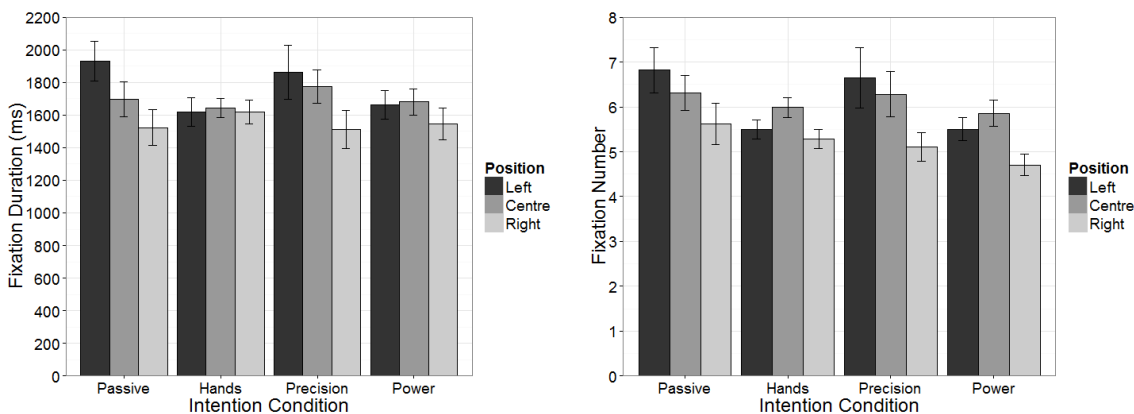 2200
2000
1800
1600
1400
1200
1000
800
600
400
200
0
Fixation Duration (ms)
Passive Hands Precision Power
Intention Condition
Position
Left
Centre
Right
8
7
6
5
4
3
2
1
0
Fixation Number
Passive Hands Precision Power
Intention Condition
Position
Left
Centre
Right